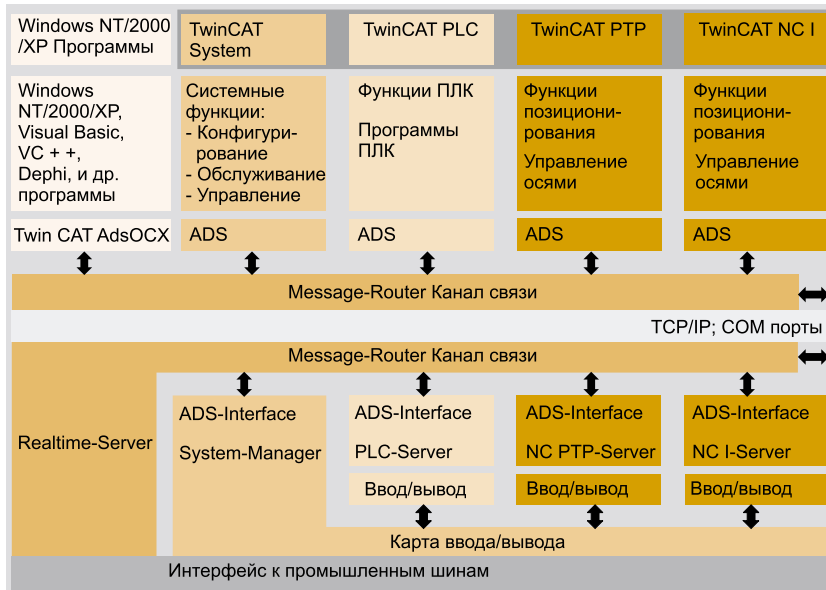 Windows NT/2000
/XP Программы
TwinCAT
System
TwinCAT PLC
TwinCAT PTP
TwinCAT NC I
Windows
NT/2000/XP,
Visual Basic,
VC + +,
Dephi, и др.
программы
Системные
функции:
- Конфигури-
рование
- Обслуживание
- Управление
Функции ПЛК
Программы
ПЛК
Функции
позициони-
рования
Управление
осями
Функции
позициони-
рования
Управление
осями
Twin CAT AdsOCX
ADS
ADS
ADS
ADS
Message-Router Канал связи
TCP/IP; COM порты
Message-Router Канал связи
Realtime-Server
ADS-Interface
System-Manager
ADS-Interface
PLC-Server
ADS-Interface
NC PTP-Server
ADS-Interface
NC I-Server
Ввод/вывод
Ввод/вывод
Ввод/вывод
Карта ввода/вывода
Интерфейс к промышленным шинам